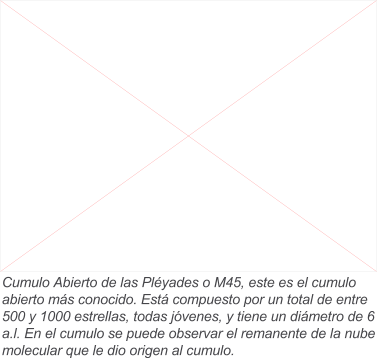 Cumulo Abierto de las Pléyades o M45, este es el cumulo
abierto más conocido. Está compuesto por un total de entre
500 y 1000 estrellas, todas jóvenes, y tiene un diámetro de 6
a.l. En el cumulo se puede observar el remanente de la nube
molecular que le dio origen al cumulo.